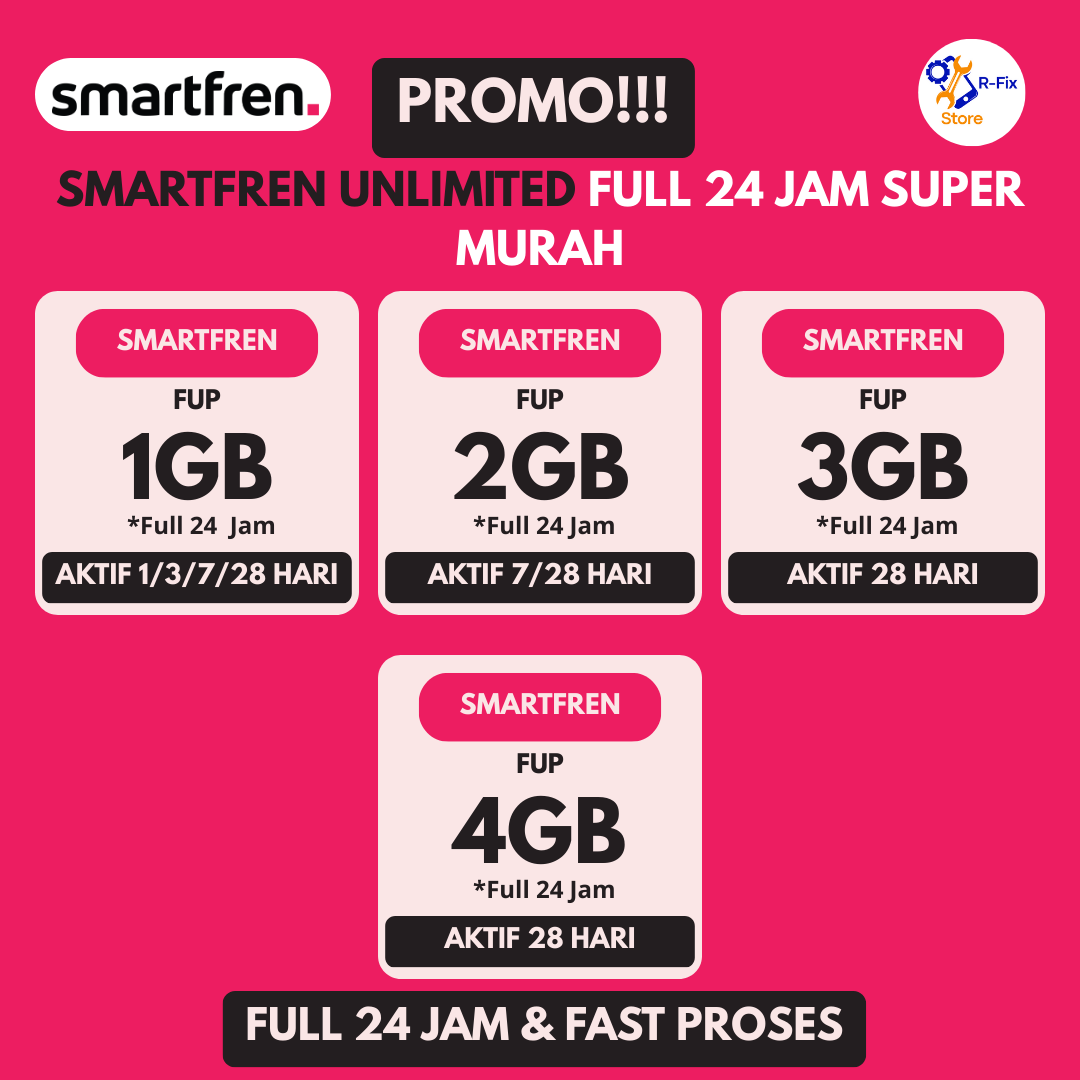 smartfren.
PROMO!!!
R-Fix
Store
SMARTFREN UNLIMITED FULL 24 JAM SUPER
MURAH
SMARTFREN
FUP
1GB
*Full 24 Jam
AKTIF 1/3/7/28 HARI
SMARTFREN
FUP
2GB
*Full 24 Jam
AKTIF 7/28 HARI
SMARTFREN
FUP
3GB
*Full 24 Jam
AKTIF 28 HARI
SMARTFREN
FUP
4GB
*Full 24 Jam
AKTIF 28 HARI
FULL 24 JAM & FAST PROSES